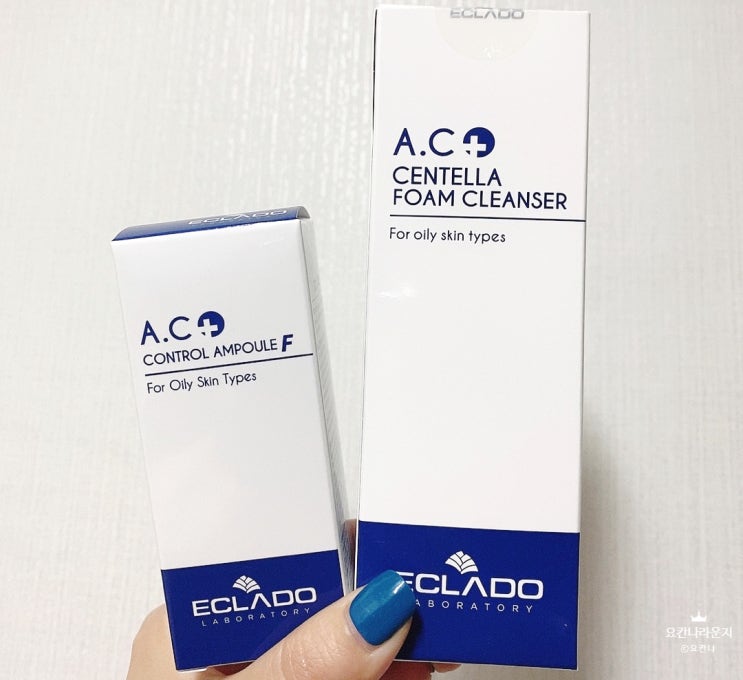 ECLADO
A.C
CONTROL AMPOULE F
For Oily Skin Types
ECLADO
LABORATORY
ECLADO
A.C
CENTELLA
FOAM CLEANSER
For oily skin types
ECLADO
LABORATORY
요칸나라운지
©요칸나